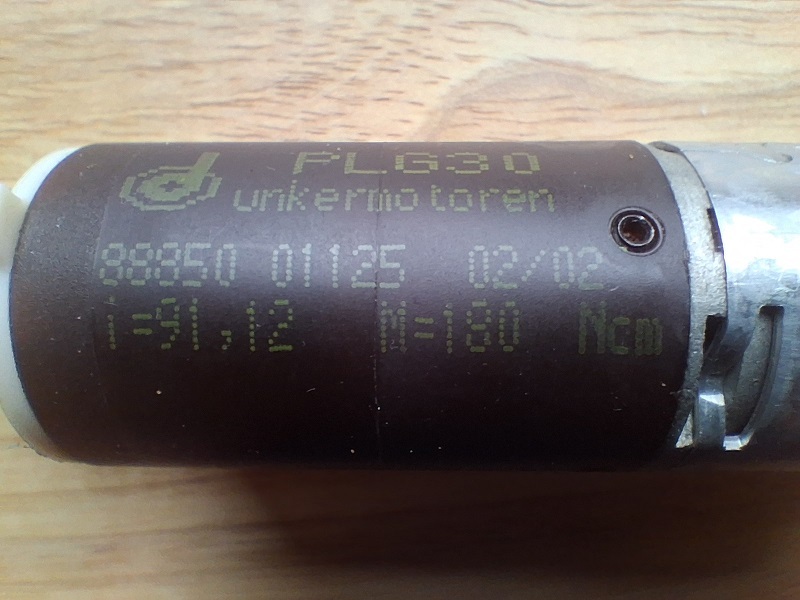 PLG30
dunkermotoren
88850 01125 02/02
i=91,12 M=180 Ncm